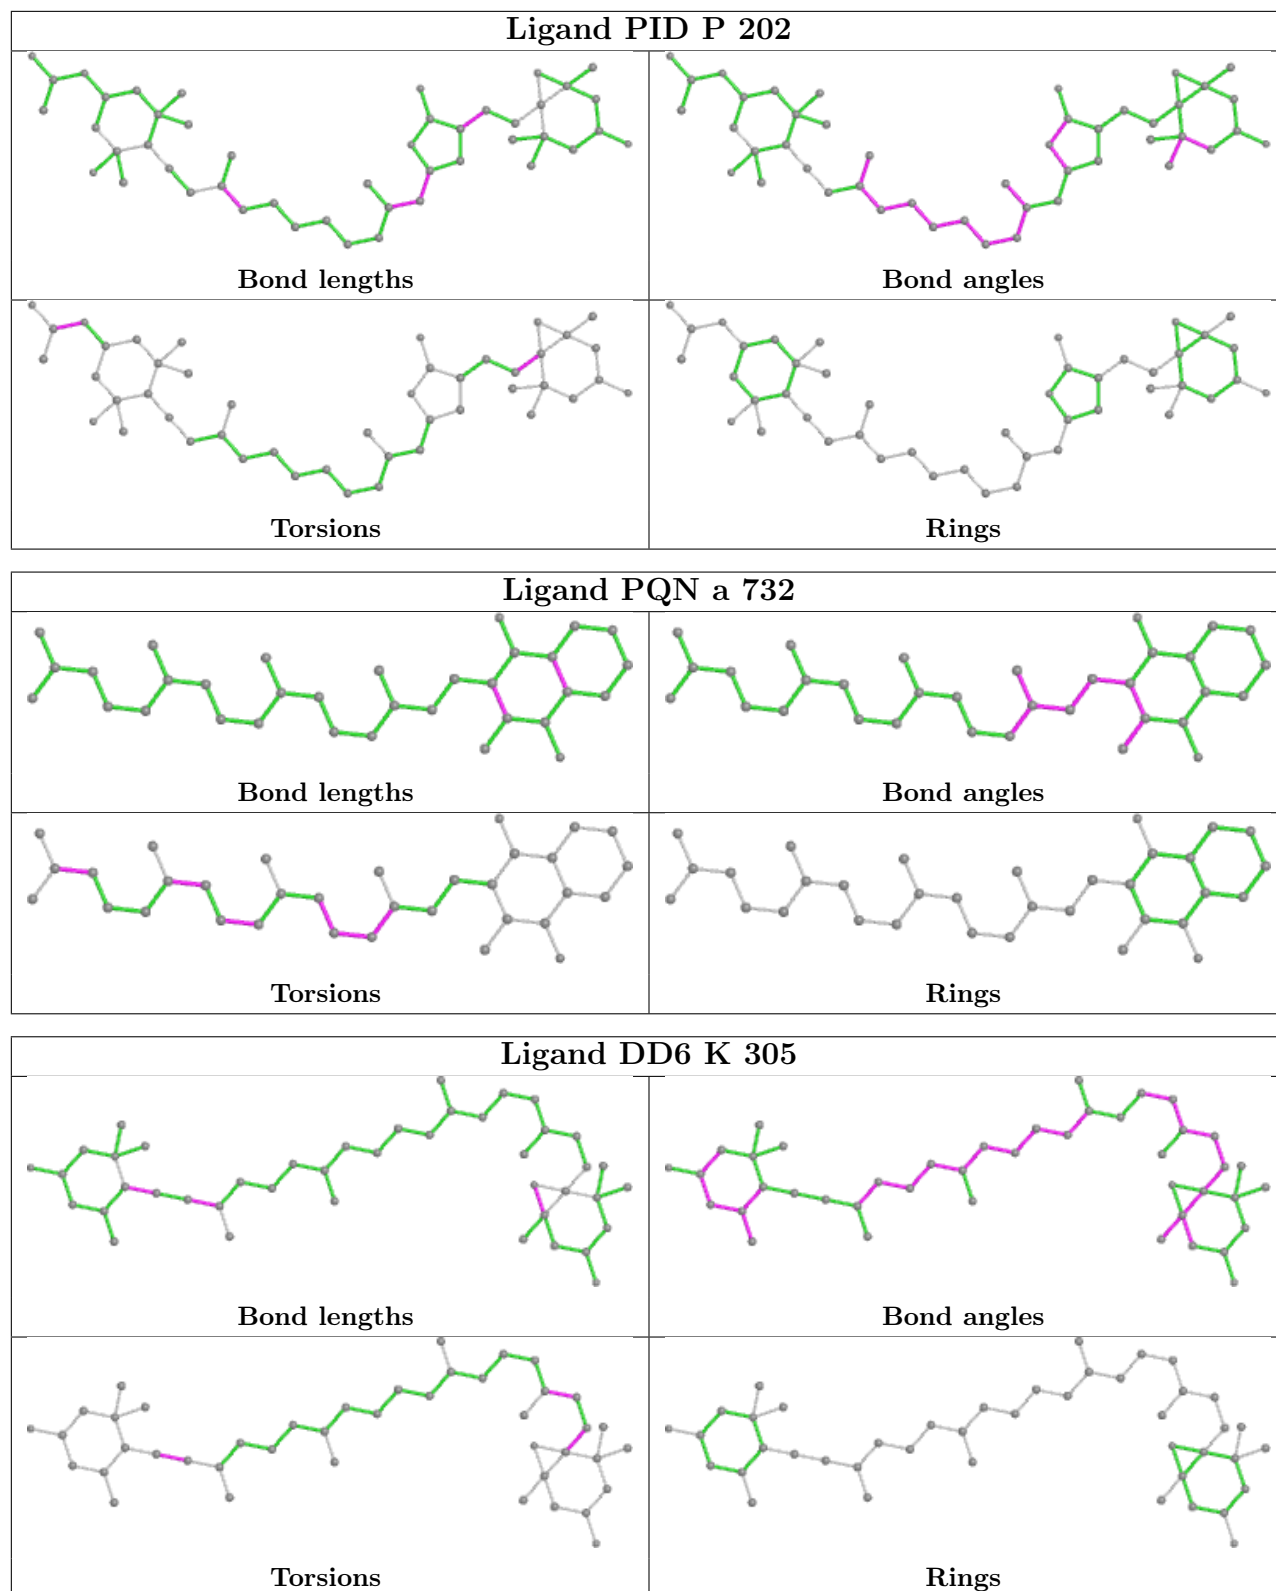 Ligand PID P 202
Bond lengths
Bond angles
Torsions
Rings
Ligand PQN a 732
Bond lengths
Bond angles
Torsions
Rings
Ligand DD6 K 305
Bond lengths
Bond angles
Torsions
Rings